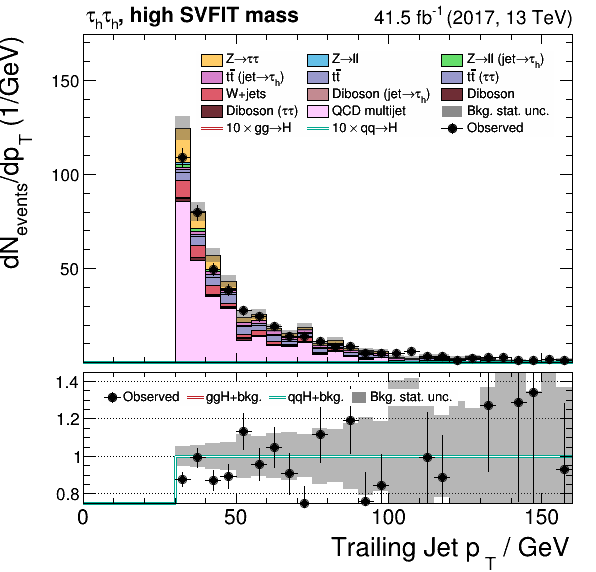 τₕτₕ, high SVFIT mass 41.5 fb⁻¹ (2017, 13 TeV)
dN_events/dp_T (1/GeV)
150
100
50
Z→ττ Z→ll Z→ll (jet→τₕ)
tt̄ (jet→τₕ) tt̄ tt̄ (ττ)
W+jets Diboson (jet→τₕ) Diboson
Diboson (ττ) QCD multijet Bkg. stat. unc.
10 × gg→H 10 × qq→H Observed
1.4
1.2
1
0.8
Observed ggH+bkg. qqH+bkg. Bkg. stat. unc.
0 50 100 150
Trailing Jet p_T / GeV